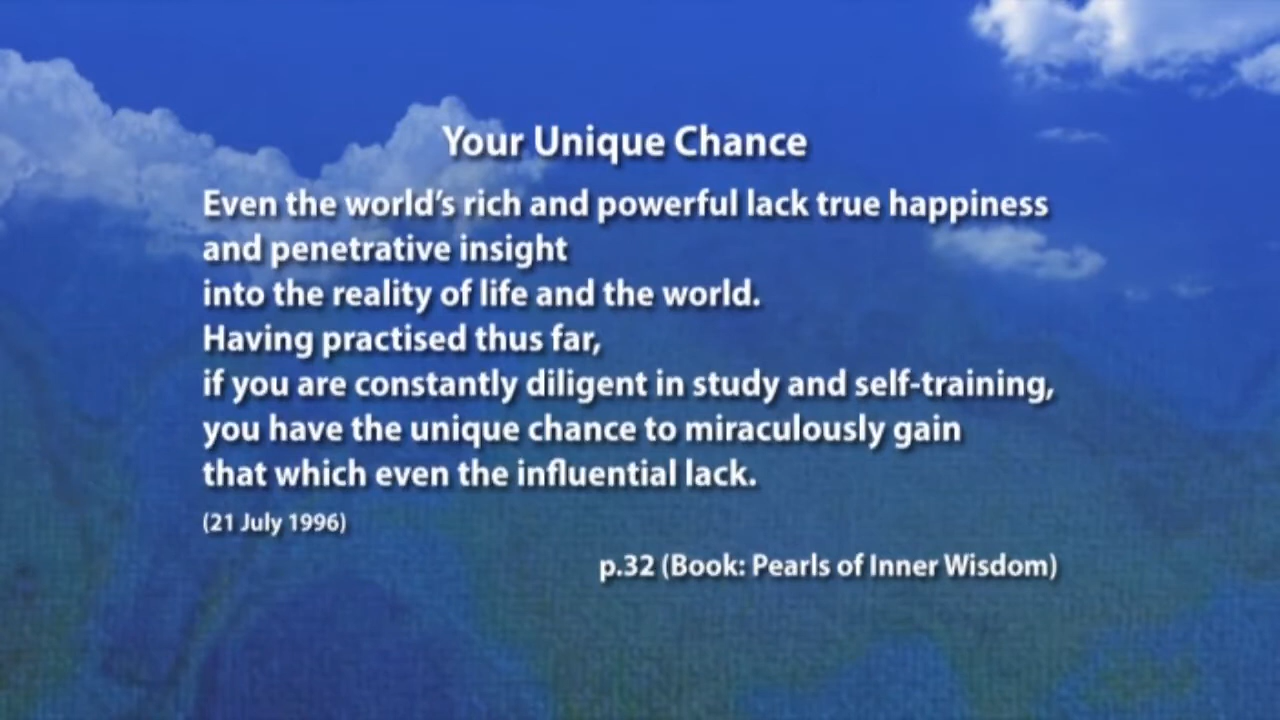 Your Unique Chance
Even the world's rich and powerful lack true happiness
and penetrative insight
into the reality of life and the world.
Having practised thus far,
if you are constantly diligent in study and self-training,
you have the unique chance to miraculously gain
that which even the influential lack.
(21 July 1996)
p.32 (Book: Pearls of Inner Wisdom)